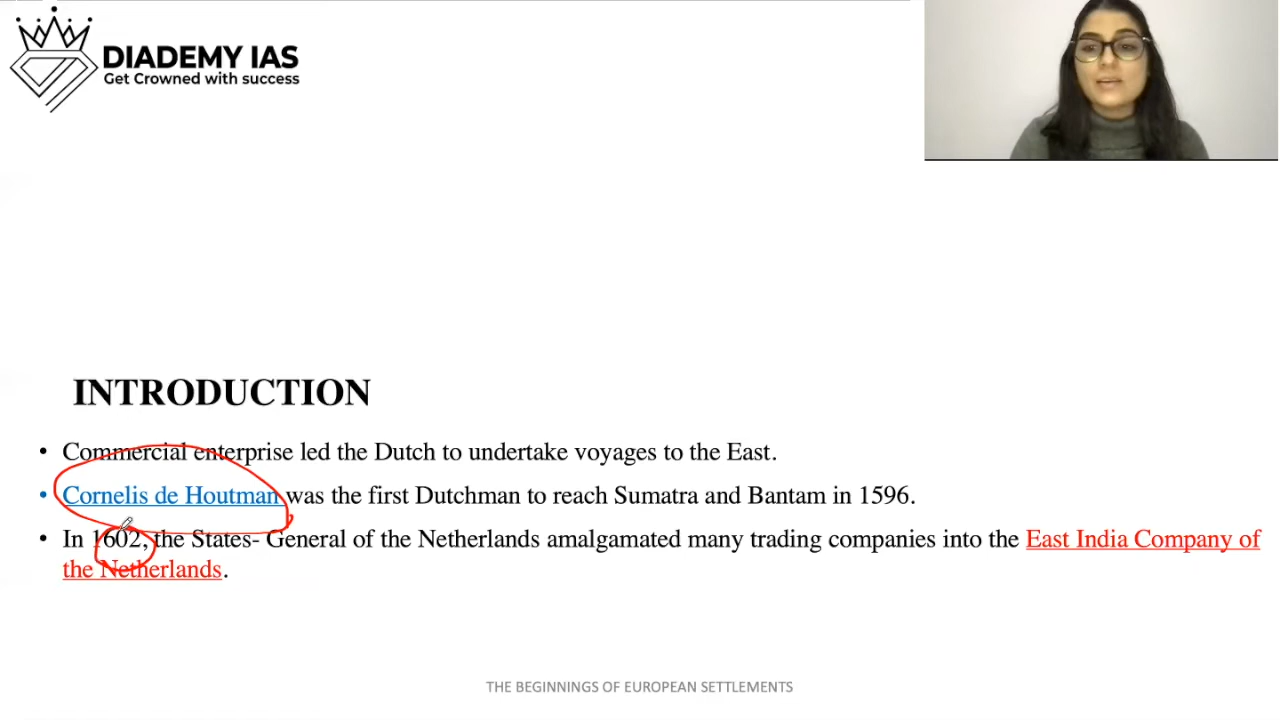 DIADEMY IAS
Get Crowned with success
INTRODUCTION
• Commercial enterprise led the Dutch to undertake voyages to the East.
• Cornelis de Houtman was the first Dutchman to reach Sumatra and Bantam in 1596.
• In 1602, the States- General of the Netherlands amalgamated many trading companies into the East India Company of
the Netherlands.
THE BEGINNINGS OF EUROPEAN SETTLEMENTS